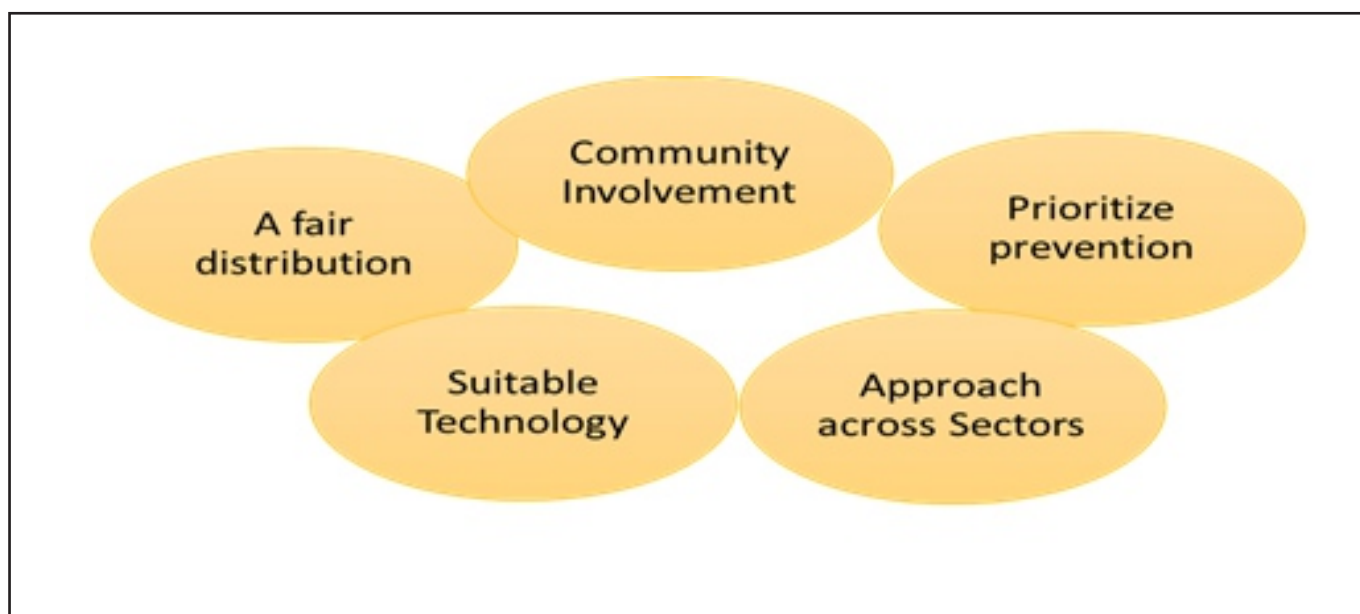 Community
Involvement
A fair
distribution
Prioritize
prevention
Suitable
Technology
Approach
across Sectors